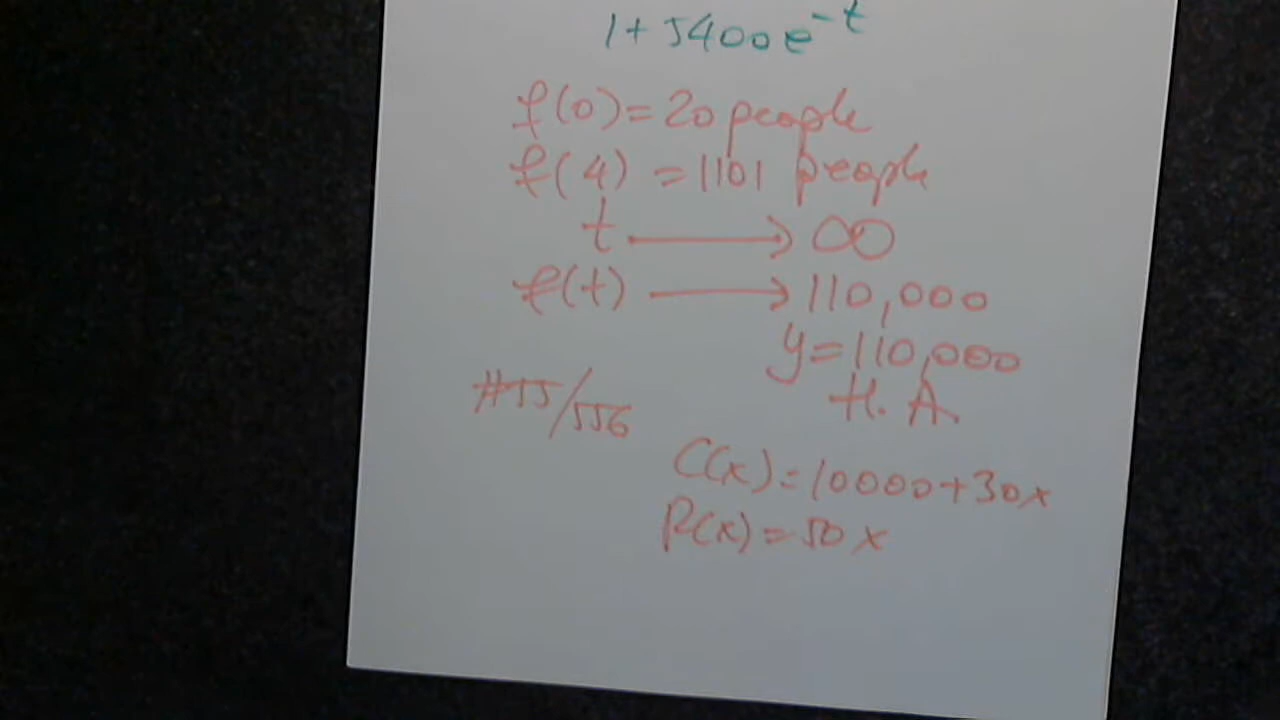 1+5400e^-t
f(0)=20 people
f(4)=1101 people
t → ∞
f(t) → 110,000
y=110,000
H.A.
#55/556
C(x)=10000+30x
R(x)=50x